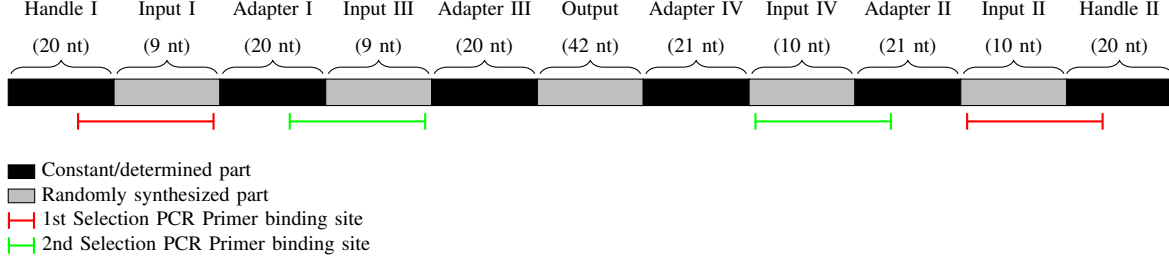 Handle I Input I Adapter I Input III Adapter III Output Adapter IV Input IV Adapter II Input II Handle II
(20 nt) (9 nt) (20 nt) (9 nt) (20 nt) (42 nt) (21 nt) (10 nt) (21 nt) (10 nt) (20 nt)
Constant/determined part
Randomly synthesized part
1st Selection PCR Primer binding site
2nd Selection PCR Primer binding site